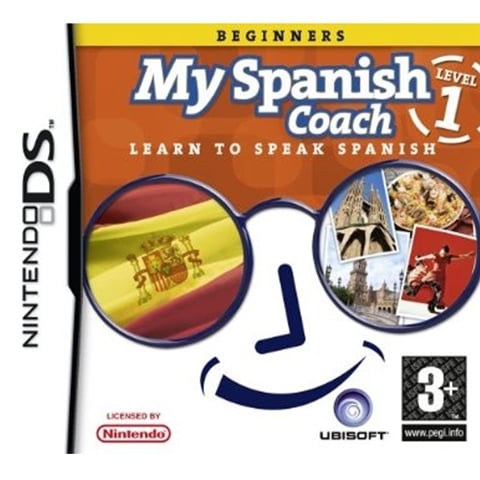 BEGINNERS
My Spanish
Coach
LEVEL
1
LEARN TO SPEAK SPANISH
NINTENDO DS™
LICENSED BY
Nintendo
UBISOFT
3+
www.pegi.info